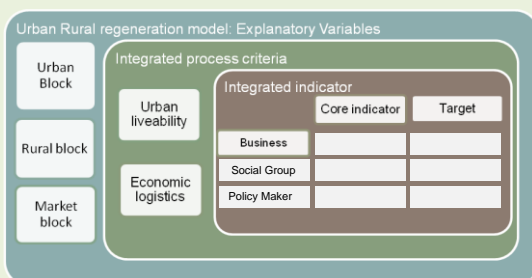 Urban Rural regeneration model: Explanatory Variables
Urban
Block
Rural block
Market
block
Integrated process criteria
Urban
liveability
Economic
logistics
Integrated indicator
Core indicator
Target
Business
Social Group
Policy Maker